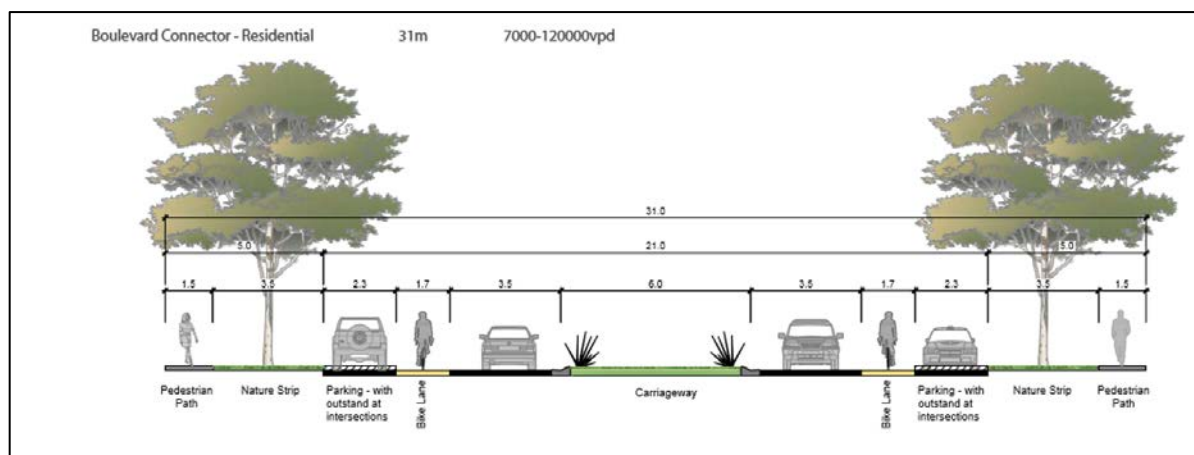 Boulevard Connector - Residential 31m 7000-120000vpd
31.0
5.0 21.0 5.0
1.5 3.5 2.3 1.7 3.5 6.0 3.5 1.7 2.3 3.5 1.5
Pedestrian
Path
Nature Strip
Parking - with
outstand at
intersections
Bike Lane
Carriageway
Bike Lane
Parking - with
outstand at
intersections
Nature Strip
Pedestrian
Path